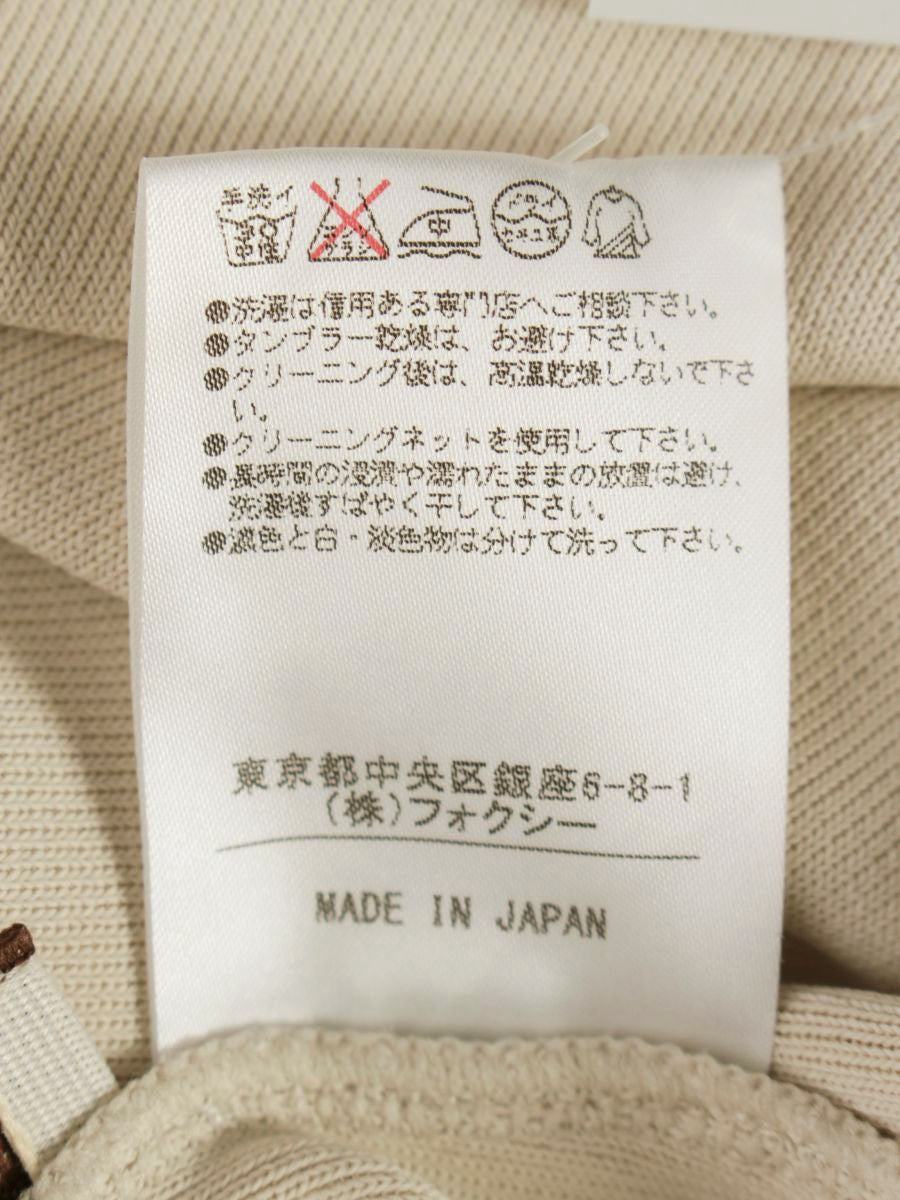 手洗イ
中性
エンソ
サラシ
中
ドライ
●洗濯は信用ある専門店へご相談下さい。
●タンブラー乾燥は、お避け下さい。
●クリーニング後は、高温乾燥しないで下さ
い。
●クリーニングネットを使用して下さい。
●長時間の浸漬や濡れたままの放置は避け、
洗濯後すばやく干して下さい。
●濃色と白・淡色物は分けて洗って下さい。
東京都中央区銀座6-8-1
(株)フォクシー
MADE IN JAPAN